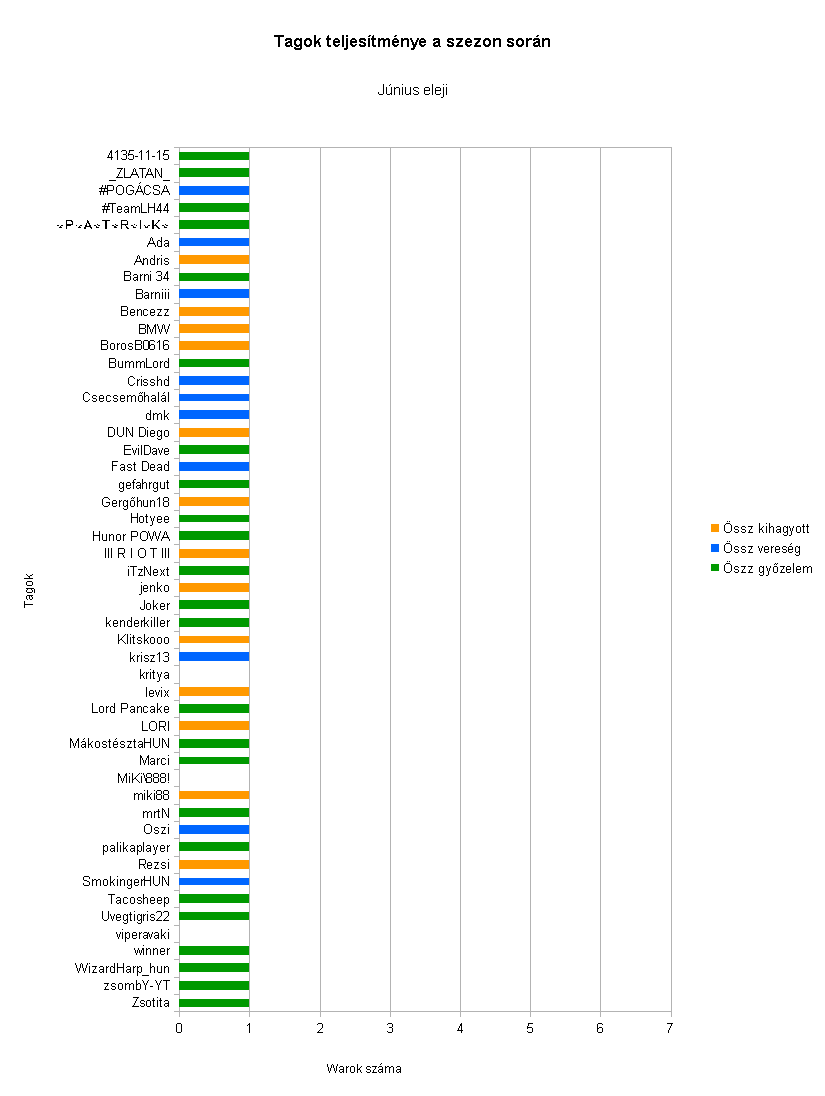 Tagok teljesítménye a szezon során
Június eleji
4135-11-15
_ZLATAN_
#POGÁCSA
#TeamLH44
~P~A~T~R~I~K~
Ada
Andris
Barni 34
Barniii
Bencezz
BMW
BorosB0616
BummLord
Crisshd
Csecsemőhalál
dmk
DUN Diego
EvilDave
Fast Dead
gefahrgut
Gergőhun18
Hotyee
Hunor POWA
III R I O T III
iTzNext
jenko
Joker
kenderkiller
Klitskooo
krisz13
kritya
levix
Lord Pancake
LORI
MákostésztaHUN
Marci
MiKi\888!
miki88
mrtN
Oszi
palikaplayer
Rezsi
SmokingerHUN
Tacosheep
Uvegtigris22
viperavaki
winner
WizardHarp_hun
zsombY-YT
Zsotita
Tagok
0 1 2 3 4 5 6 7
Warok száma
Össz kihagyott
Össz vereség
Öszz győzelem